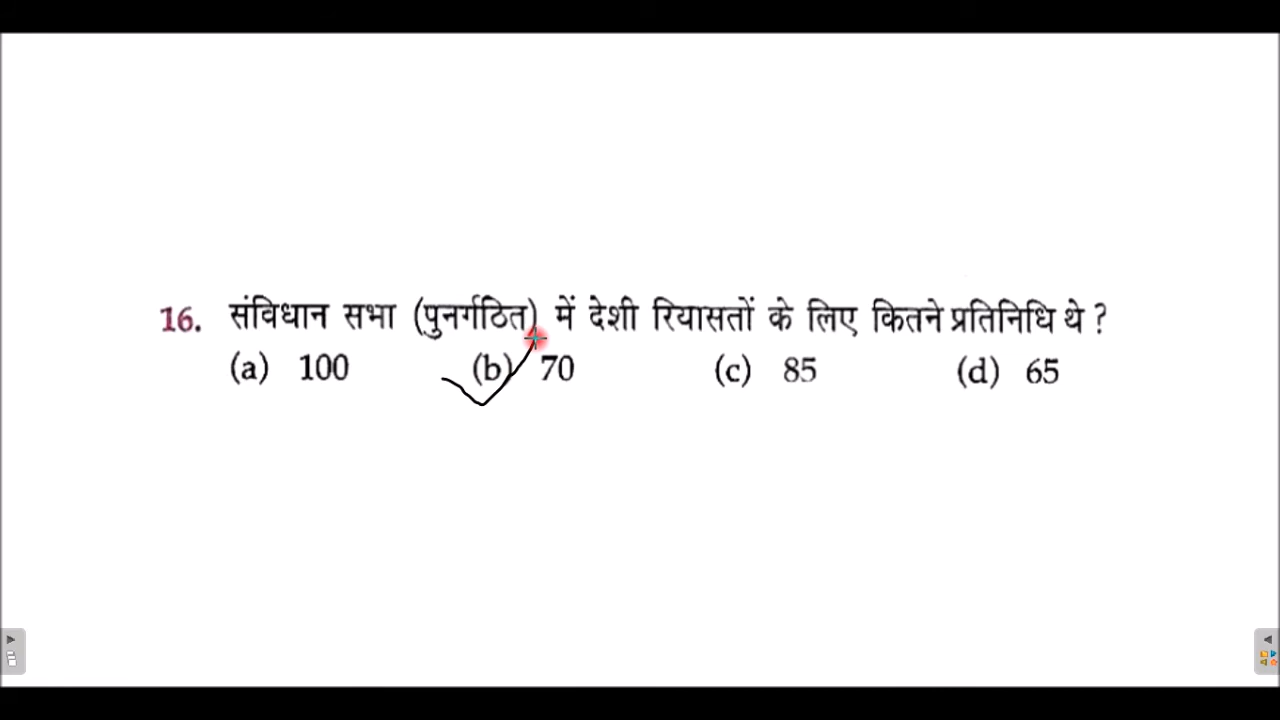 16. संविधान सभा (पुनर्गठित) में देशी रियासतों के लिए कितने प्रतिनिधि थे ?
(a) 100 (b) 70 (c) 85 (d) 65